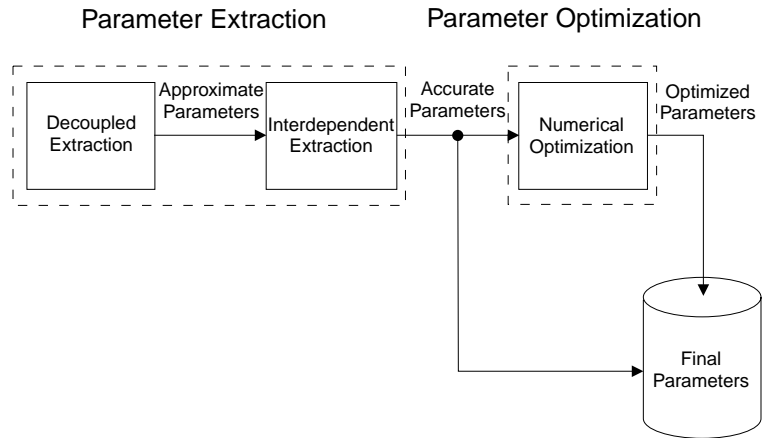 Parameter Extraction
Parameter Optimization
Approximate
Parameters
Accurate
Parameters
Optimized
Parameters
Decoupled
Extraction
Interdependent
Extraction
Numerical
Optimization
Final
Parameters